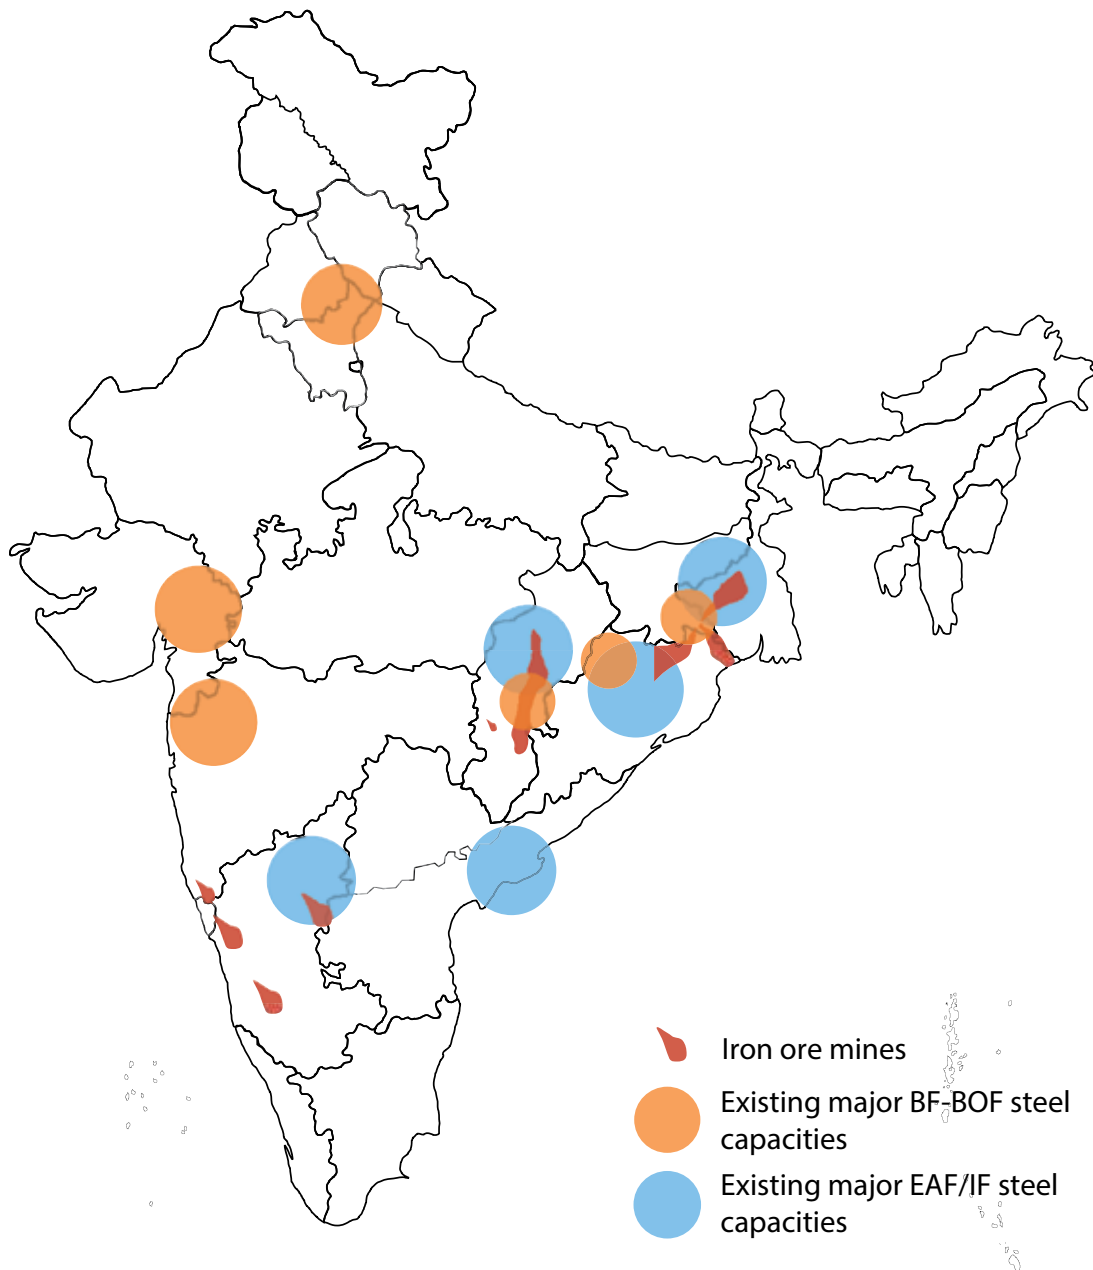 Iron ore mines
Existing major BF-BOF steel
capacities
Existing major EAF/IF steel
capacities